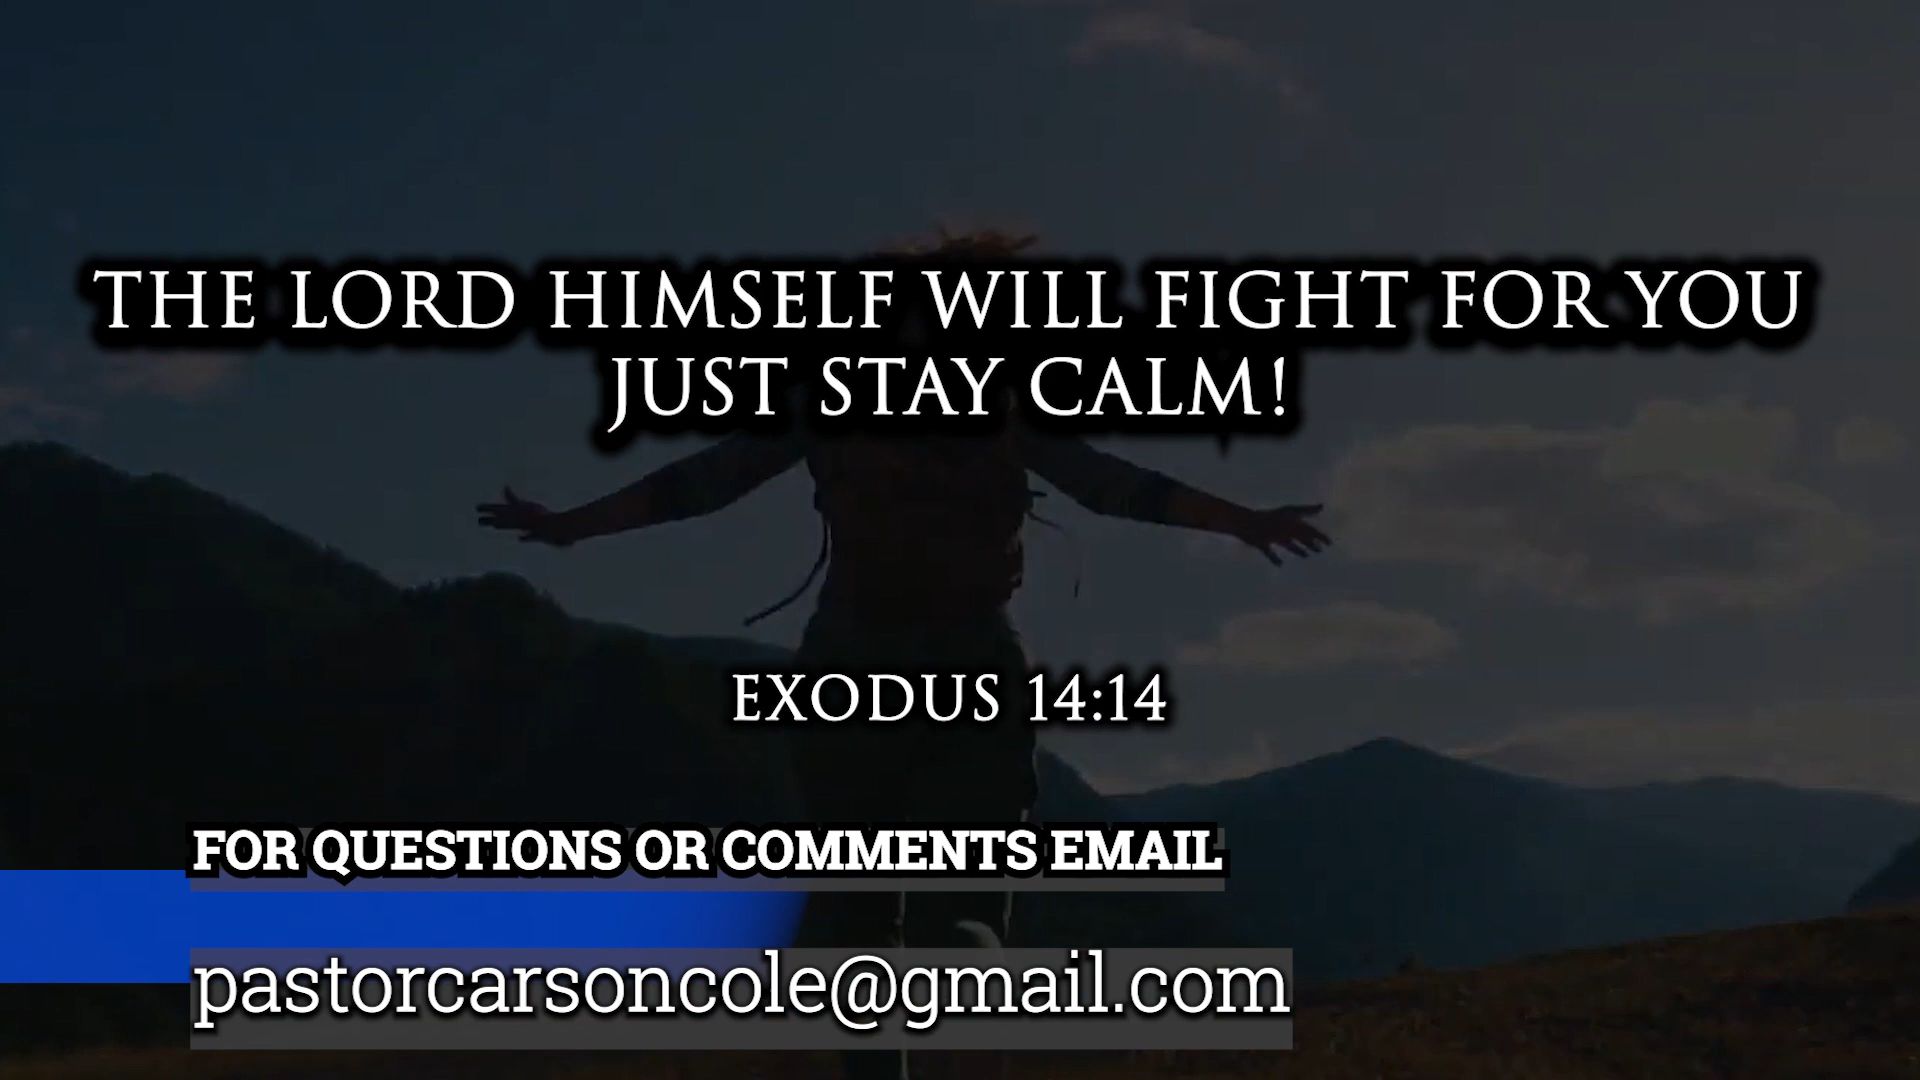 THE LORD HIMSELF WILL FIGHT FOR YOU
JUST STAY CALM!
EXODUS 14:14
FOR QUESTIONS OR COMMENTS EMAIL
pastorcarsoncole@gmail.com